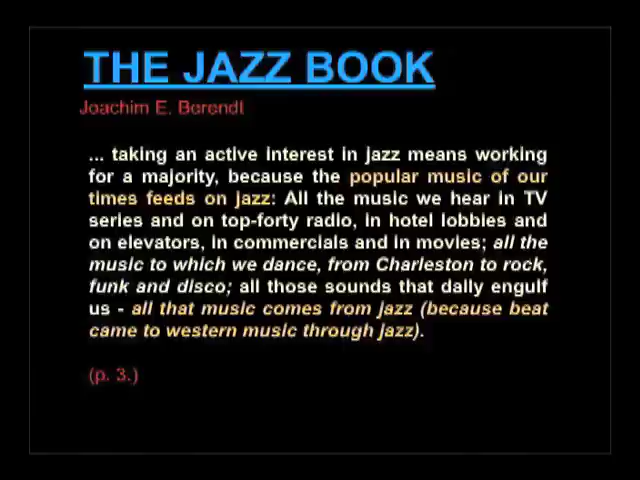 THE JAZZ BOOK
Joachim E. Berendt
... taking an active interest in jazz means working
for a majority, because the popular music of our
times feeds on jazz: All the music we hear in TV
series and on top-forty radio, in hotel lobbies and
on elevators, in commercials and in movies; all the
music to which we dance, from Charleston to rock,
funk and disco; all those sounds that daily engulf
us - all that music comes from jazz (because beat
came to western music through jazz).
(p. 3.)